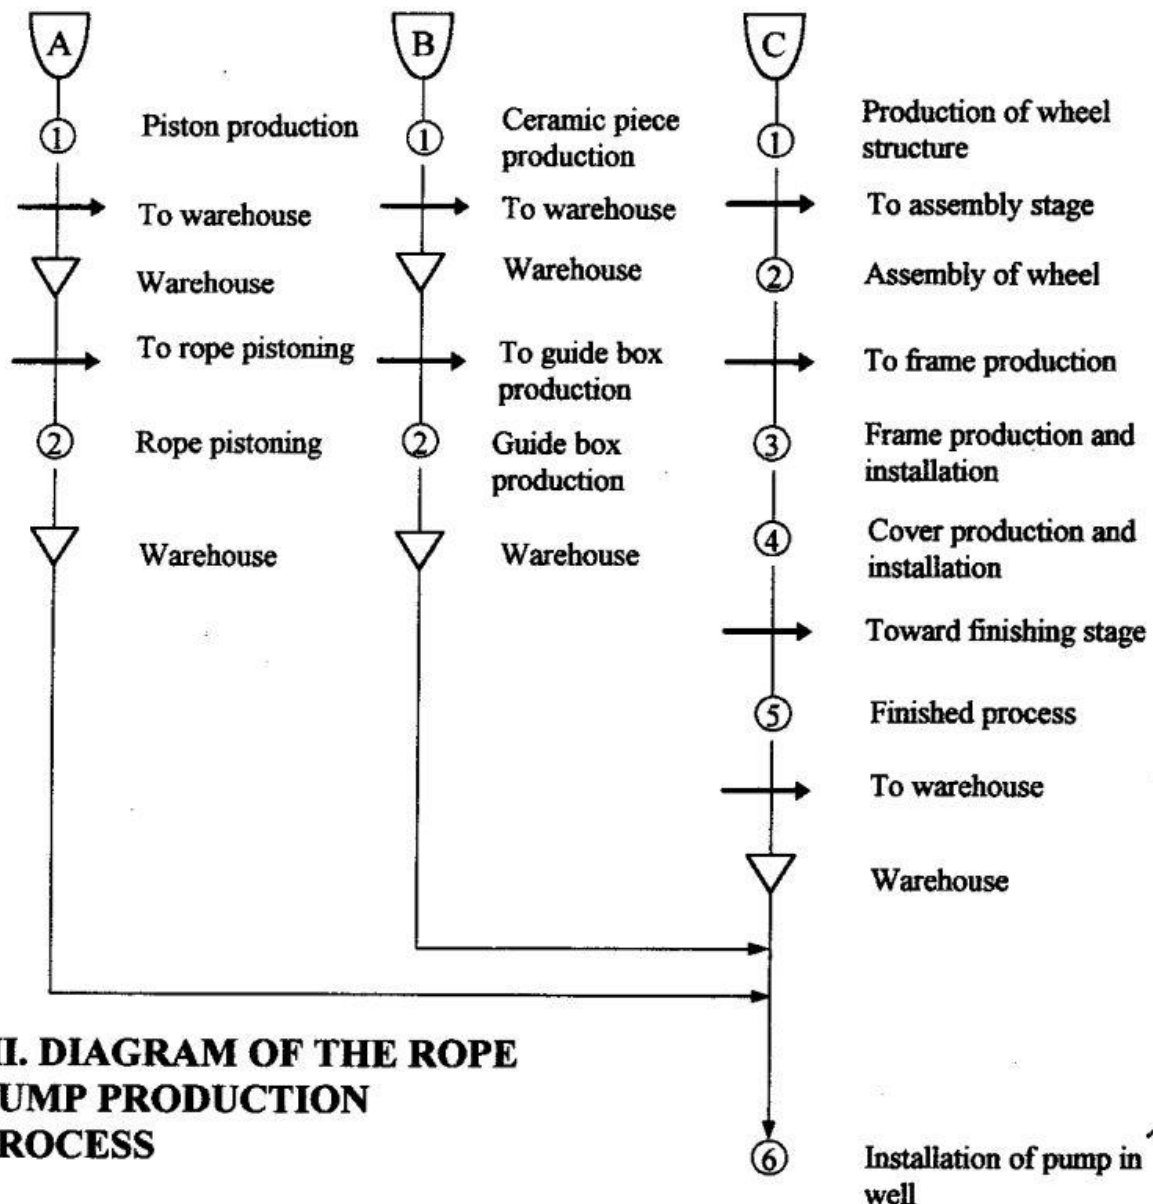 A
B
C
1
Piston production
1
Ceramic piece
production
1
Production of wheel
structure
To warehouse
To warehouse
To assembly stage
Warehouse
Warehouse
2
Assembly of wheel
To rope pistoning
To guide box
production
To frame production
2
Rope pistoning
2
Guide box
production
3
Frame production and
installation
Warehouse
Warehouse
4
Cover production and
installation
Toward finishing stage
5
Finished process
To warehouse
Warehouse
II. DIAGRAM OF THE ROPE
UMP PRODUCTION
ROCESS
6
Installation of pump in
well